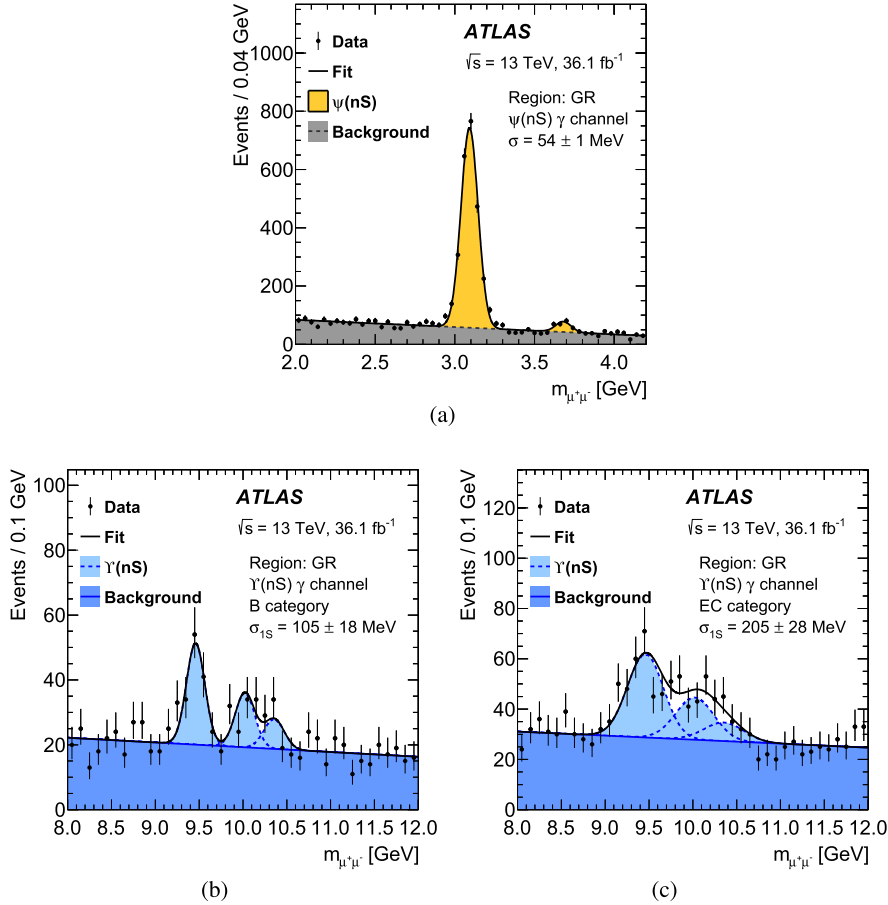 ATLAS
Data
√s = 13 TeV, 36.1 fb⁻¹
Fit
Region: GR
ψ(nS)
ψ(nS) γ channel
Background
σ = 54 ± 1 MeV
Events / 0.04 GeV
1000
800
600
400
200
0
2.0 2.5 3.0 3.5 4.0
mμ⁺μ⁻ [GeV]
(a)
ATLAS
Data
√s = 13 TeV, 36.1 fb⁻¹
Fit
Region: GR
ϒ(nS)
ϒ(nS) γ channel
Background
B category
σ1S = 105 ± 18 MeV
Events / 0.1 GeV
100
80
60
40
20
0
8.0 8.5 9.0 9.5 10.0 10.5 11.0 11.5 12.0
mμ⁺μ⁻ [GeV]
(b)
ATLAS
Data
√s = 13 TeV, 36.1 fb⁻¹
Fit
Region: GR
ϒ(nS)
ϒ(nS) γ channel
Background
EC category
σ1S = 205 ± 28 MeV
Events / 0.1 GeV
120
100
80
60
40
20
0
8.0 8.5 9.0 9.5 10.0 10.5 11.0 11.5 12.0
mμ⁺μ⁻ [GeV]
(c)